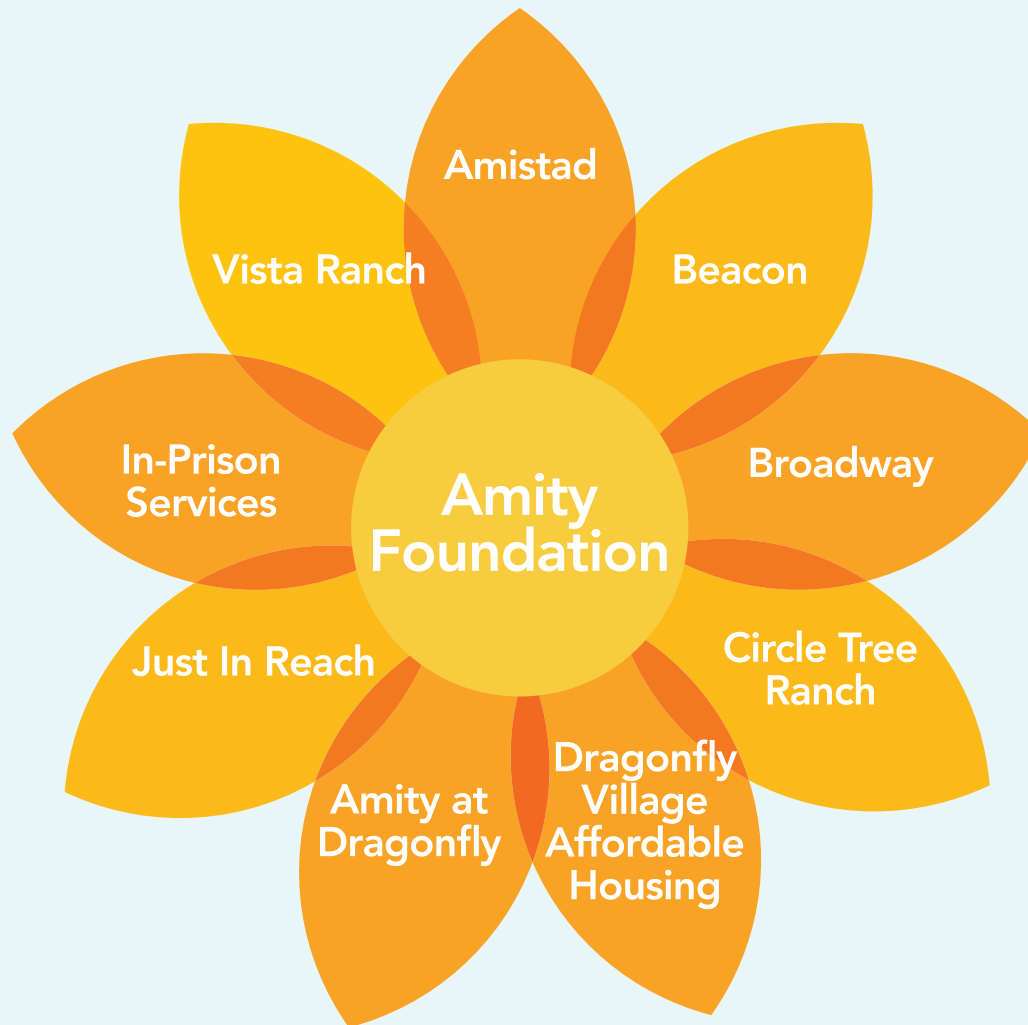 Amistad
Beacon
Broadway
Circle Tree
Ranch
Dragonfly
Village
Affordable
Housing
Amity at
Dragonfly
Just In Reach
In-Prison
Services
Vista Ranch
Amity
Foundation